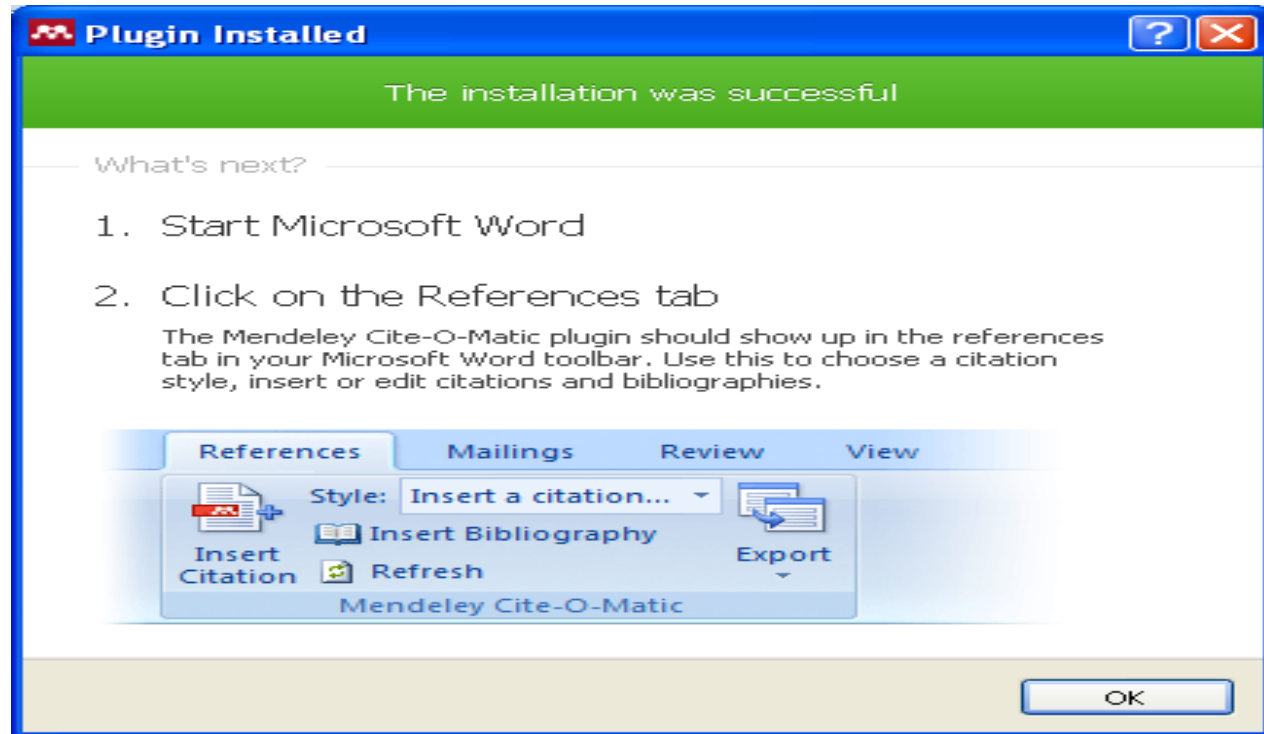 Plugin Installed
The installation was successful
What's next?
1. Start Microsoft Word
2. Click on the References tab
The Mendeley Cite-O-Matic plugin should show up in the references
tab in your Microsoft Word toolbar. Use this to choose a citation
style, insert or edit citations and bibliographies.
References Mailings Review View
Style: Insert a citation...
Insert Bibliography
Insert
Citation
Refresh
Export
Mendeley Cite-O-Matic
OK